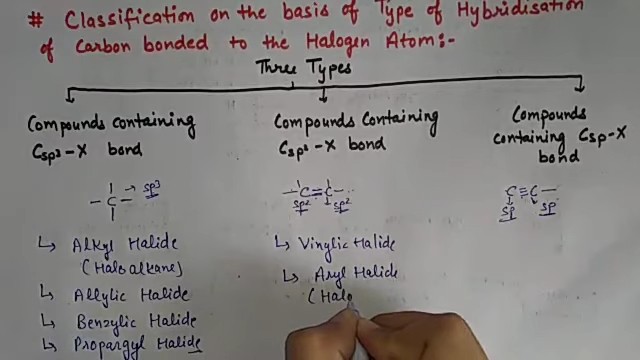 # Classification on the basis of Type of Hybridisation
of Carbon bonded to the Halogen Atom:-
Three Types
Compounds containing
Csp³-X bond
-C- → sp³
↳ Alkyl Halide
(Haloalkane)
↳ Allylic Halide
↳ Benzylic Halide
↳ Propargyl Halide
Compounds Containing
Csp²-X bond
-C=C-
sp² sp²
↳ Vinylic Halide
↳ Aryl Halide
(Halo
Compounds
containing Csp-X
bond
C≡C-
sp sp